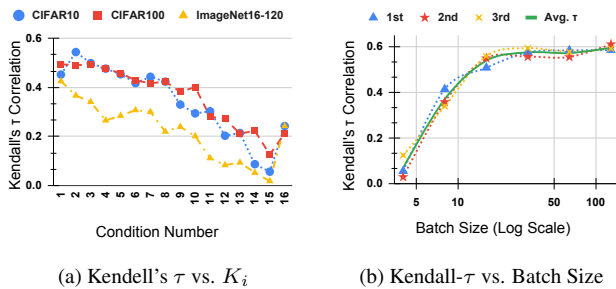 CIFAR10 CIFAR100 ImageNet16-120
Kendall's τ Correlation
0.6
0.4
0.2
0.0
1 2 3 4 5 6 7 8 9 10 11 12 13 14 15 16
Condition Number
(a) Kendell's τ vs. K_i
1st 2nd 3rd Avg. τ
Kendall's τ Correlation
0.6
0.4
0.2
0.0
5 10 50 100
Batch Size (Log Scale)
(b) Kendall-τ vs. Batch Size